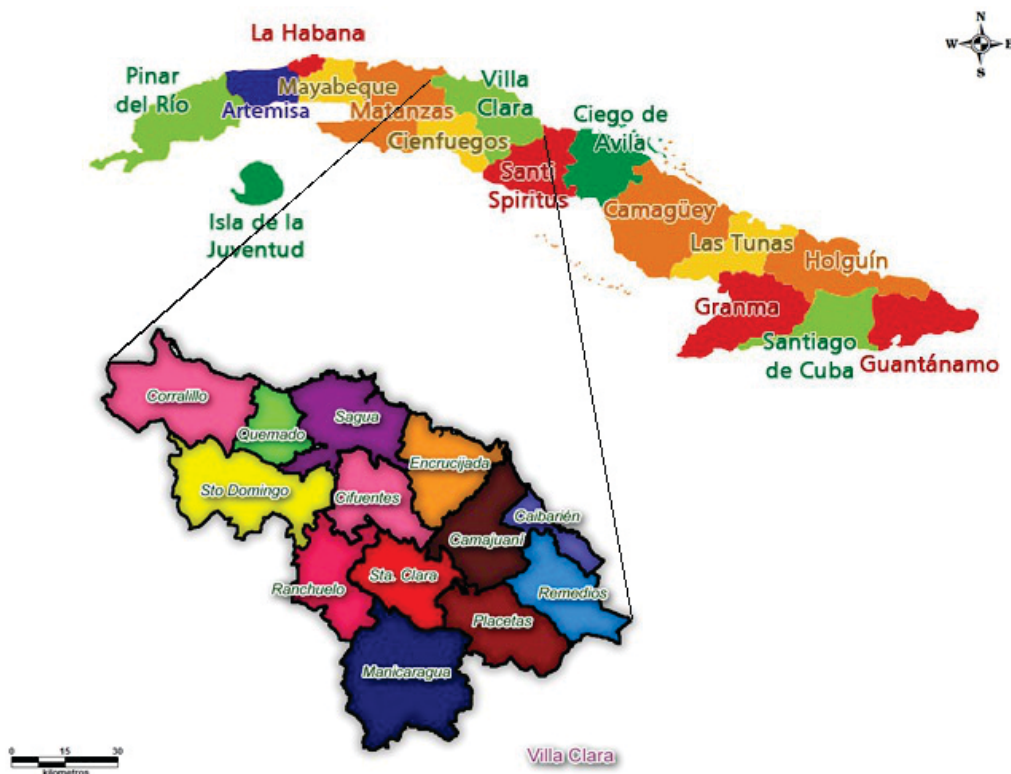 La Habana
N
W
E
S
Pinar
del Río
Artemisa
Mayabeque
Matanzas
Villa
Clara
Cienfuegos
Ciego de
Avila
Santi
Spiritus
Isla de la
Juventud
Camagüey
Las Tunas
Holguín
Granma
Santiago
de Cuba
Guantánamo
Corralillo
Quemado
Sagua
Encrucijada
Sto Domingo
Cifuentes
Caibarién
Camajuaní
Ranchuelo
Sta. Clara
Remedios
Placetas
Manicaragua
0 15 30
kilometros
Villa Clara